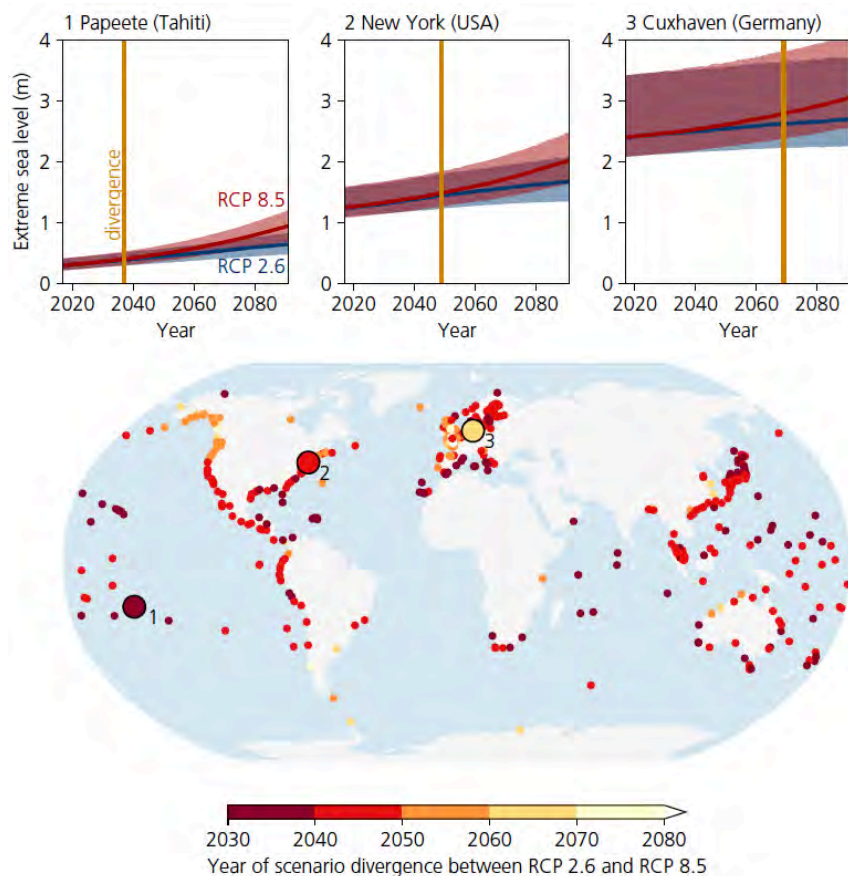 1 Papeete (Tahiti)
2 New York (USA)
3 Cuxhaven (Germany)
Extreme sea level (m)
4
3
2
1
0
divergence
RCP 8.5
RCP 2.6
2020 2040 2060 2080
Year
4
3
2
1
0
2020 2040 2060 2080
Year
4
3
2
1
0
2020 2040 2060 2080
Year
3
2
1
2030 2040 2050 2060 2070 2080
Year of scenario divergence between RCP 2.6 and RCP 8.5